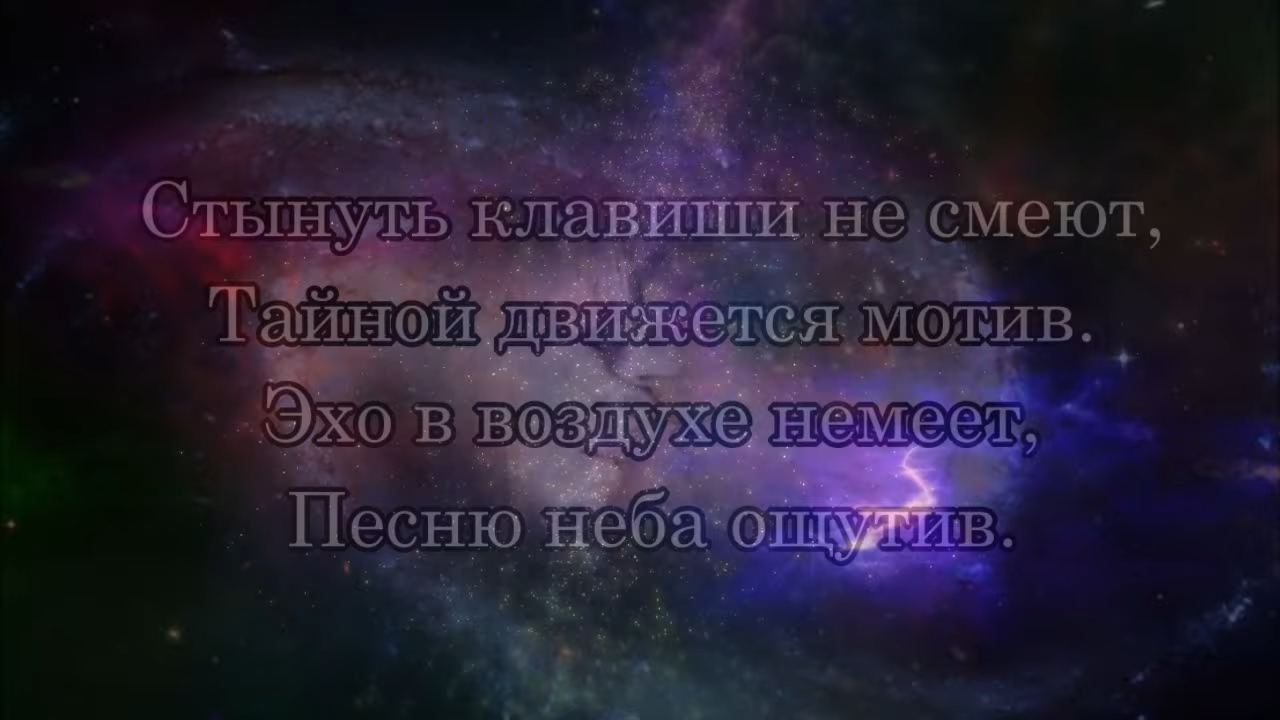 Стынуть клавиши не смеют,
Тайной движется мотив.
Эхо в воздухе немеет,
Песню неба ощутив.